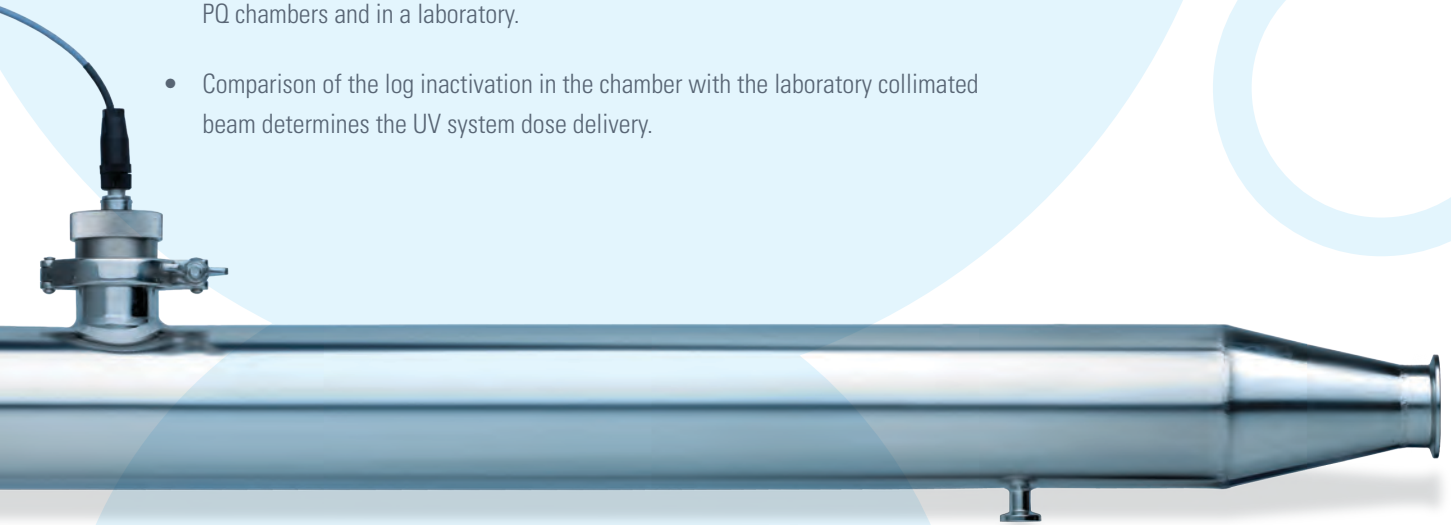 PQ chambers and in a laboratory.
• Comparison of the log inactivation in the chamber with the laboratory collimated
beam determines the UV system dose delivery.